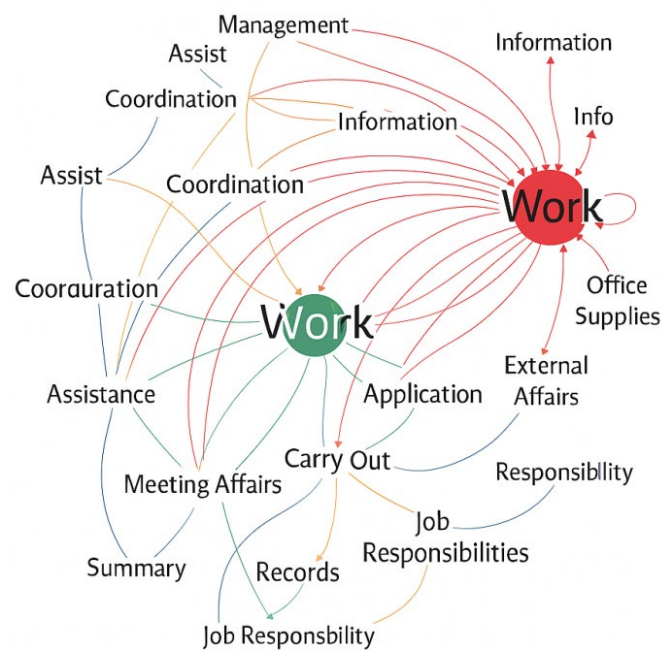 Management
Information
Assist
Coordination
Info
Information
Assist
Coordination
Work
Coorauration
Office
Supplies
Work
External
Affairs
Assistance
Application
Carry Out
Responsibllity
Meeting Affairs
Job
Responsibilities
Summary
Records
Job Responsbility